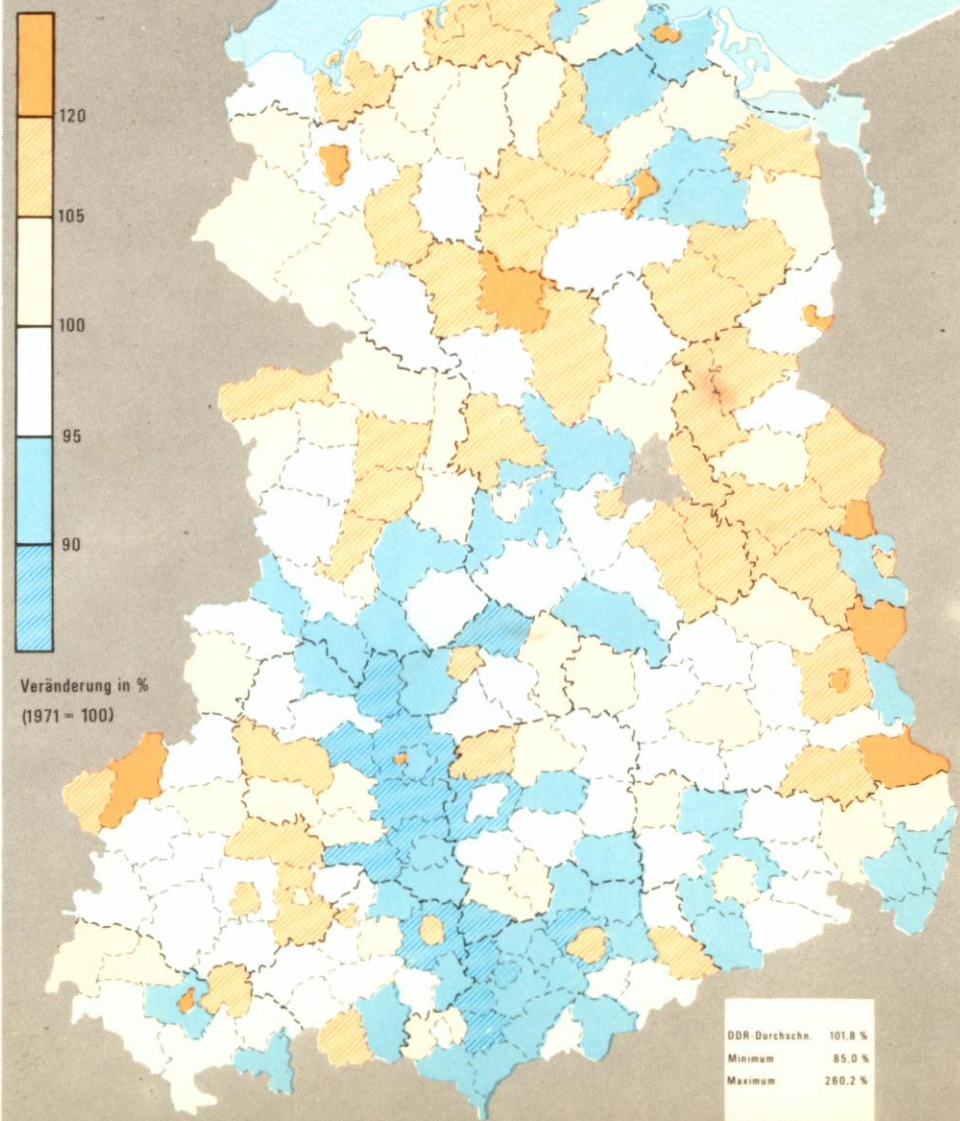 120
105
100
95
90
Veränderung in %
(1971 = 100)
DDR-Durchschn. 101,8 %
Minimum 85,0 %
Maximum 260,2 %